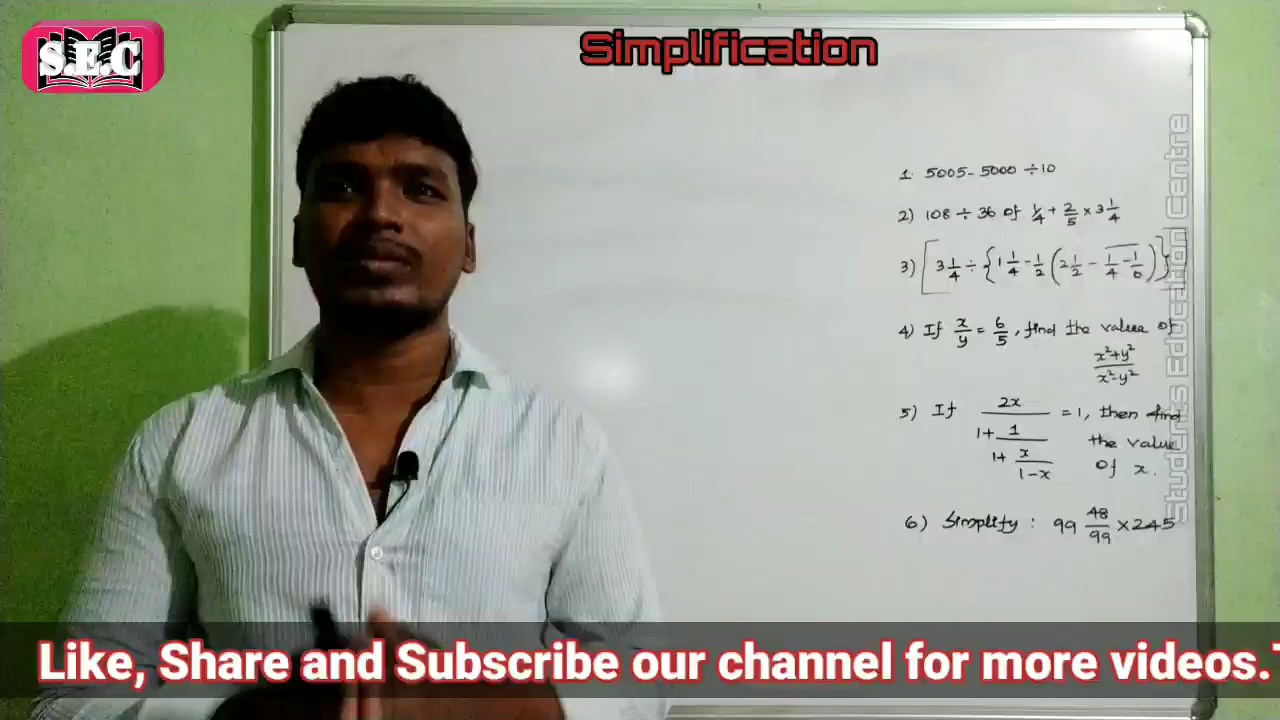 S.E.C
Simplification
1. 5005 - 5000 ÷ 10
2) 108 ÷ 36 of 1/4 + 2/5 × 3 1/4
3) [3 1/4 ÷ {1 1/4 - 1/2 (2 1/2 - 1/4 - 1/6)}]
4) If x/y = 6/5, find the value of
x²+y²/x²-y²
5) If 2x/(1+1/(1+x/(1-x))) = 1, then find
the value
of x.
6) Simplify : 99 48/99 × 245
Students Education Centre
Like, Share and Subscribe our channel for more videos.